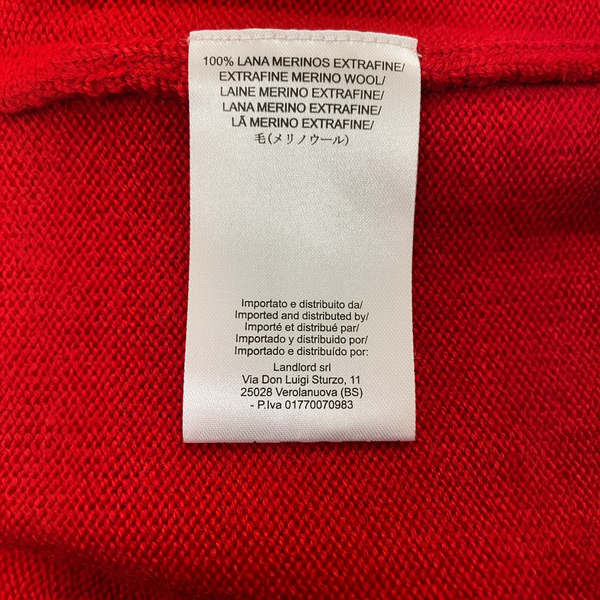 100% LANA MERINOS EXTRAFINE/
EXTRAFINE MERINO WOOL/
LAINE MERINO EXTRAFINE/
LANA MERINO EXTRAFINE/
LÃ MERINO EXTRAFINE/
毛(メリノウール)
Importato e distribuito da/
Imported and distributed by/
Importé et distribué par/
Importado y distribuido por/
Importado e distribuído por:
Landlord srl
Via Don Luigi Sturzo, 11
25028 Verolanuova (BS)
- P.Iva 01770070983